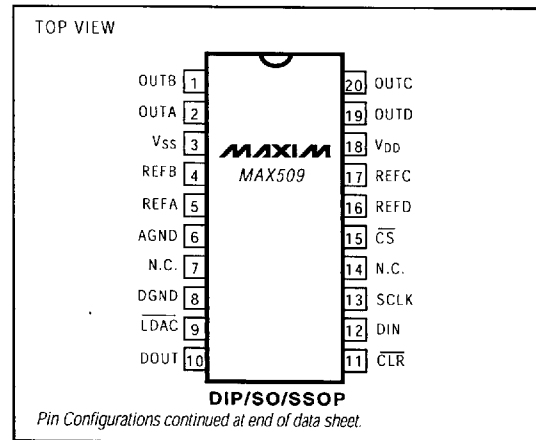 TOP VIEW
OUTB 1 20 OUTC
OUTA 2 19 OUTD
VSS 3 MAXIM 18 VDD
REFB 4 MAX509 17 REFC
REFA 5 16 REFD
AGND 6 15 CS
N.C. 7 14 N.C.
DGND 8 13 SCLK
LDAC 9 12 DIN
DOUT 10 11 CLR
DIP/SO/SSOP
Pin Configurations continued at end of data sheet.